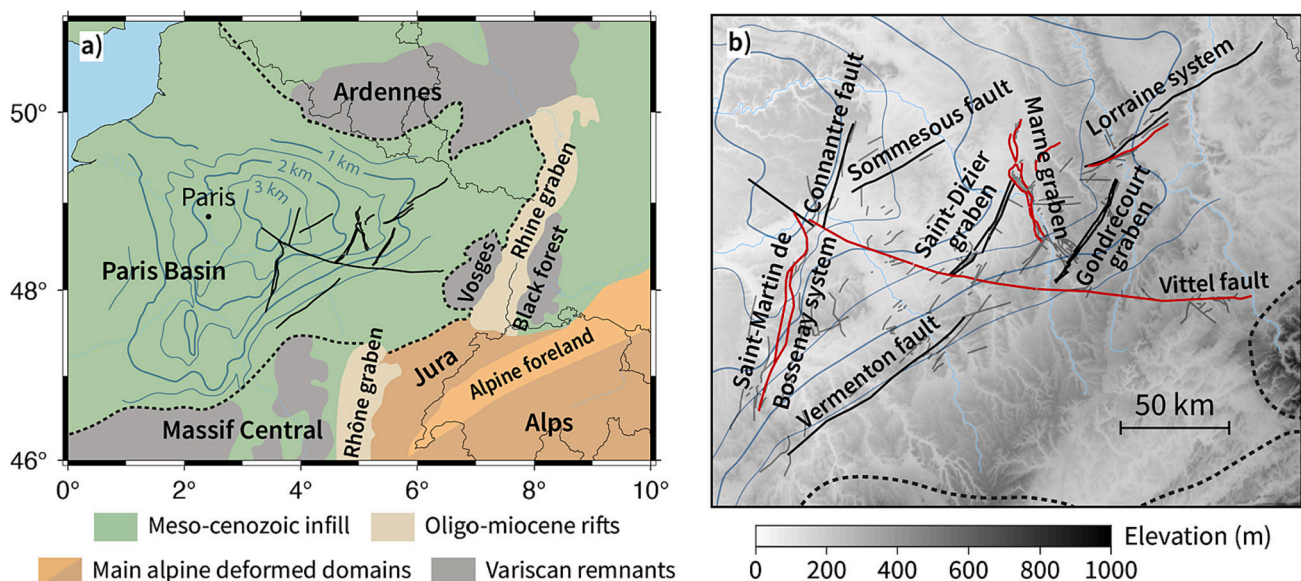 a)
Ardennes
50°
1 km
2 km
3 km
Paris
Paris Basin
Vosges
Rhine graben
Black forest
48°
Jura
Alpine foreland
Rhône graben
Massif Central
Alps
46°
0°
2°
4°
6°
8°
10°
Meso-cenozoic infill
Oligo-miocene rifts
Main alpine deformed domains
Variscan remnants
b)
Connantre fault
Sommesous fault
Marne graben
Lorraine system
Saint-Dizier
graben
Gondrecourt
graben
Saint-Martin de
Bossenay system
Vittel fault
Vermenton fault
50 km
Elevation (m)
0
200
400
600
800
1000